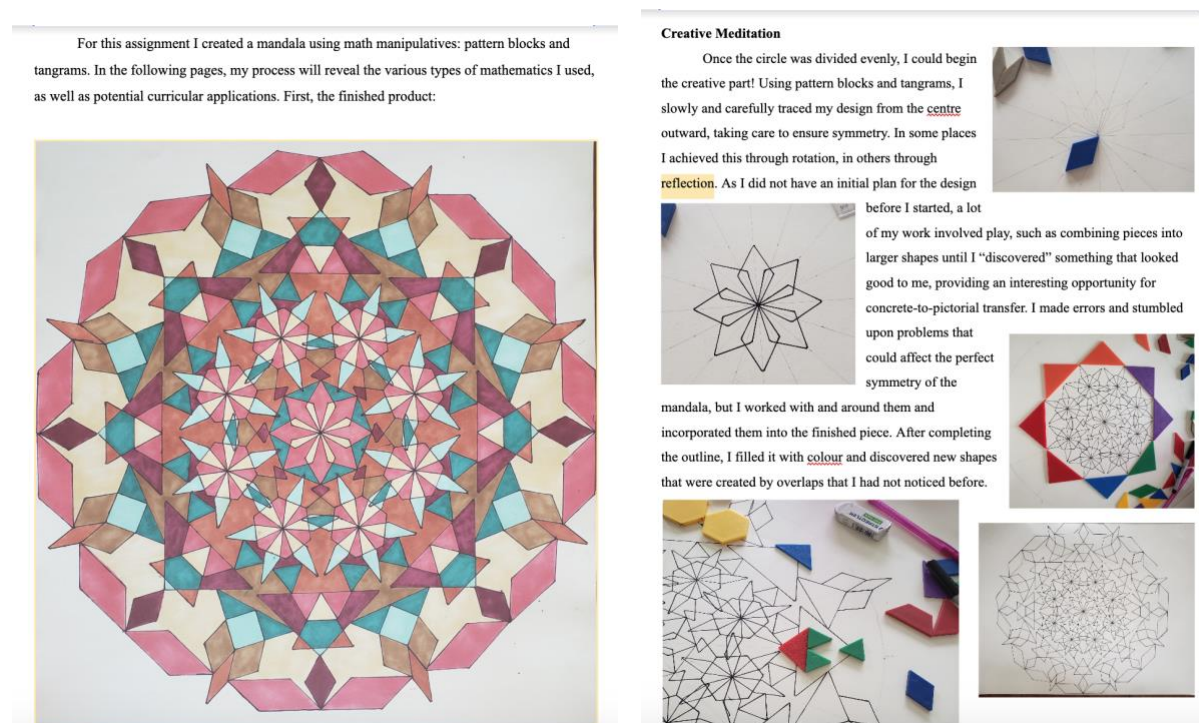 For this assignment I created a mandala using math manipulatives: pattern blocks and
tangrams. In the following pages, my process will reveal the various types of mathematics I used,
as well as potential curricular applications. First, the finished product:
Creative Meditation
Once the circle was divided evenly, I could begin
the creative part! Using pattern blocks and tangrams, I
slowly and carefully traced my design from the centre
outward, taking care to ensure symmetry. In some places
I achieved this through rotation, in others through
reflection. As I did not have an initial plan for the design
before I started, a lot
of my work involved play, such as combining pieces into
larger shapes until I “discovered” something that looked
good to me, providing an interesting opportunity for
concrete-to-pictorial transfer. I made errors and stumbled
upon problems that
could affect the perfect
symmetry of the
mandala, but I worked with and around them and
incorporated them into the finished piece. After completing
the outline, I filled it with colour and discovered new shapes
that were created by overlaps that I had not noticed before.